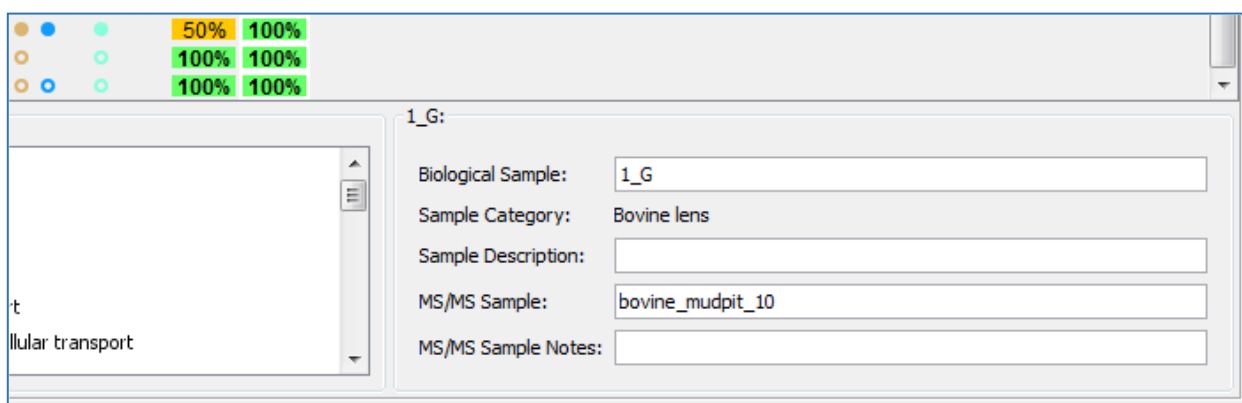 50% 100%
100% 100%
100% 100%
1_G:
Biological Sample: 1_G
Sample Category: Bovine lens
Sample Description:
MS/MS Sample: bovine_mudpit_10
MS/MS Sample Notes:
rt
llular transport